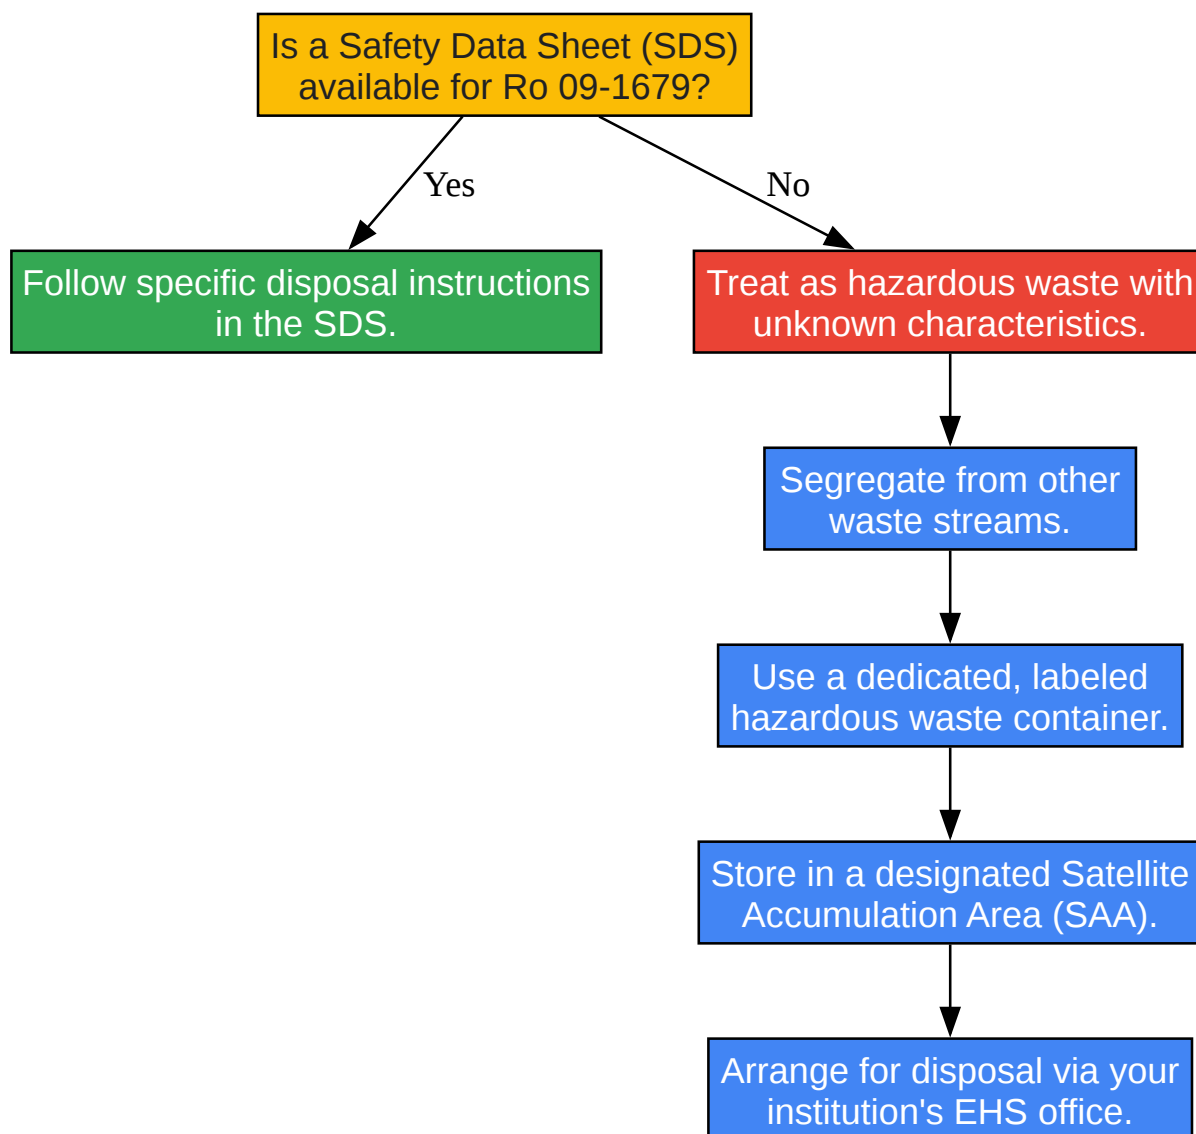 Is a Safety Data Sheet (SDS)
available for Ro 09-1679?
Yes
No
Follow specific disposal instructions
in the SDS.
Treat as hazardous waste with
unknown characteristics.
Segregate from other
waste streams.
Use a dedicated, labeled
hazardous waste container.
Store in a designated Satellite
Accumulation Area (SAA).
Arrange for disposal via your
institution's EHS office.